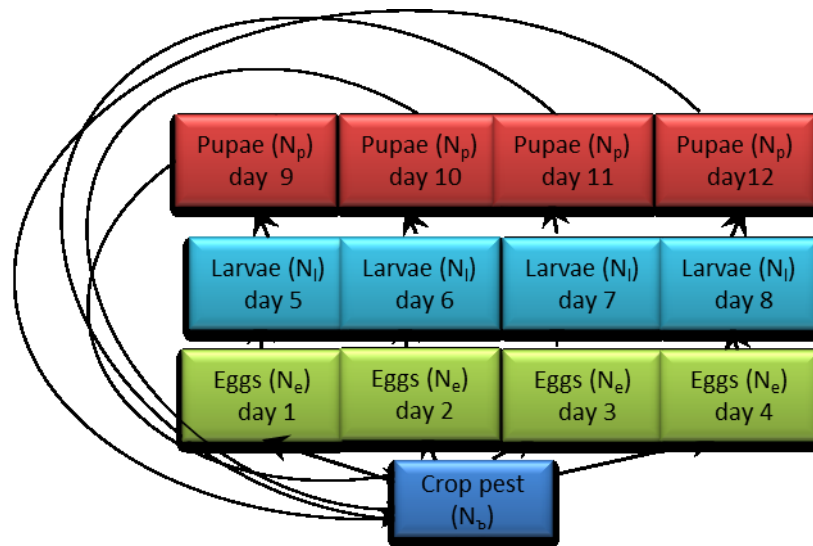 Pupae (Nₚ)
day 9
Pupae (Nₚ)
day 10
Pupae (Nₚ)
day 11
Pupae (Nₚ)
day12
Larvae (Nₗ)
day 5
Larvae (Nₗ)
day 6
Larvae (Nₗ)
day 7
Larvae (Nₗ)
day 8
Eggs (Nₑ)
day 1
Eggs (Nₑ)
day 2
Eggs (Nₑ)
day 3
Eggs (Nₑ)
day 4
Crop pest
(Nъ)